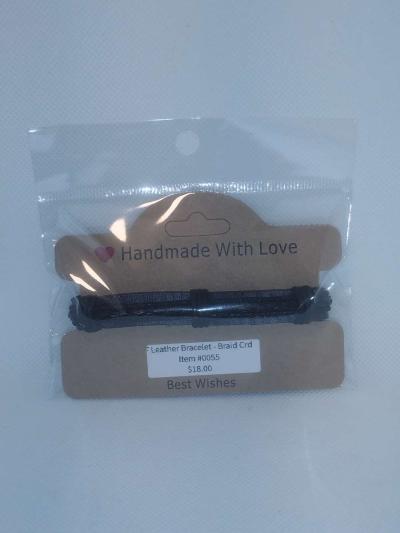 Handmade With Love
F Leather Bracelet - Braid Crd
Item #0055
$18.00
Best Wishes